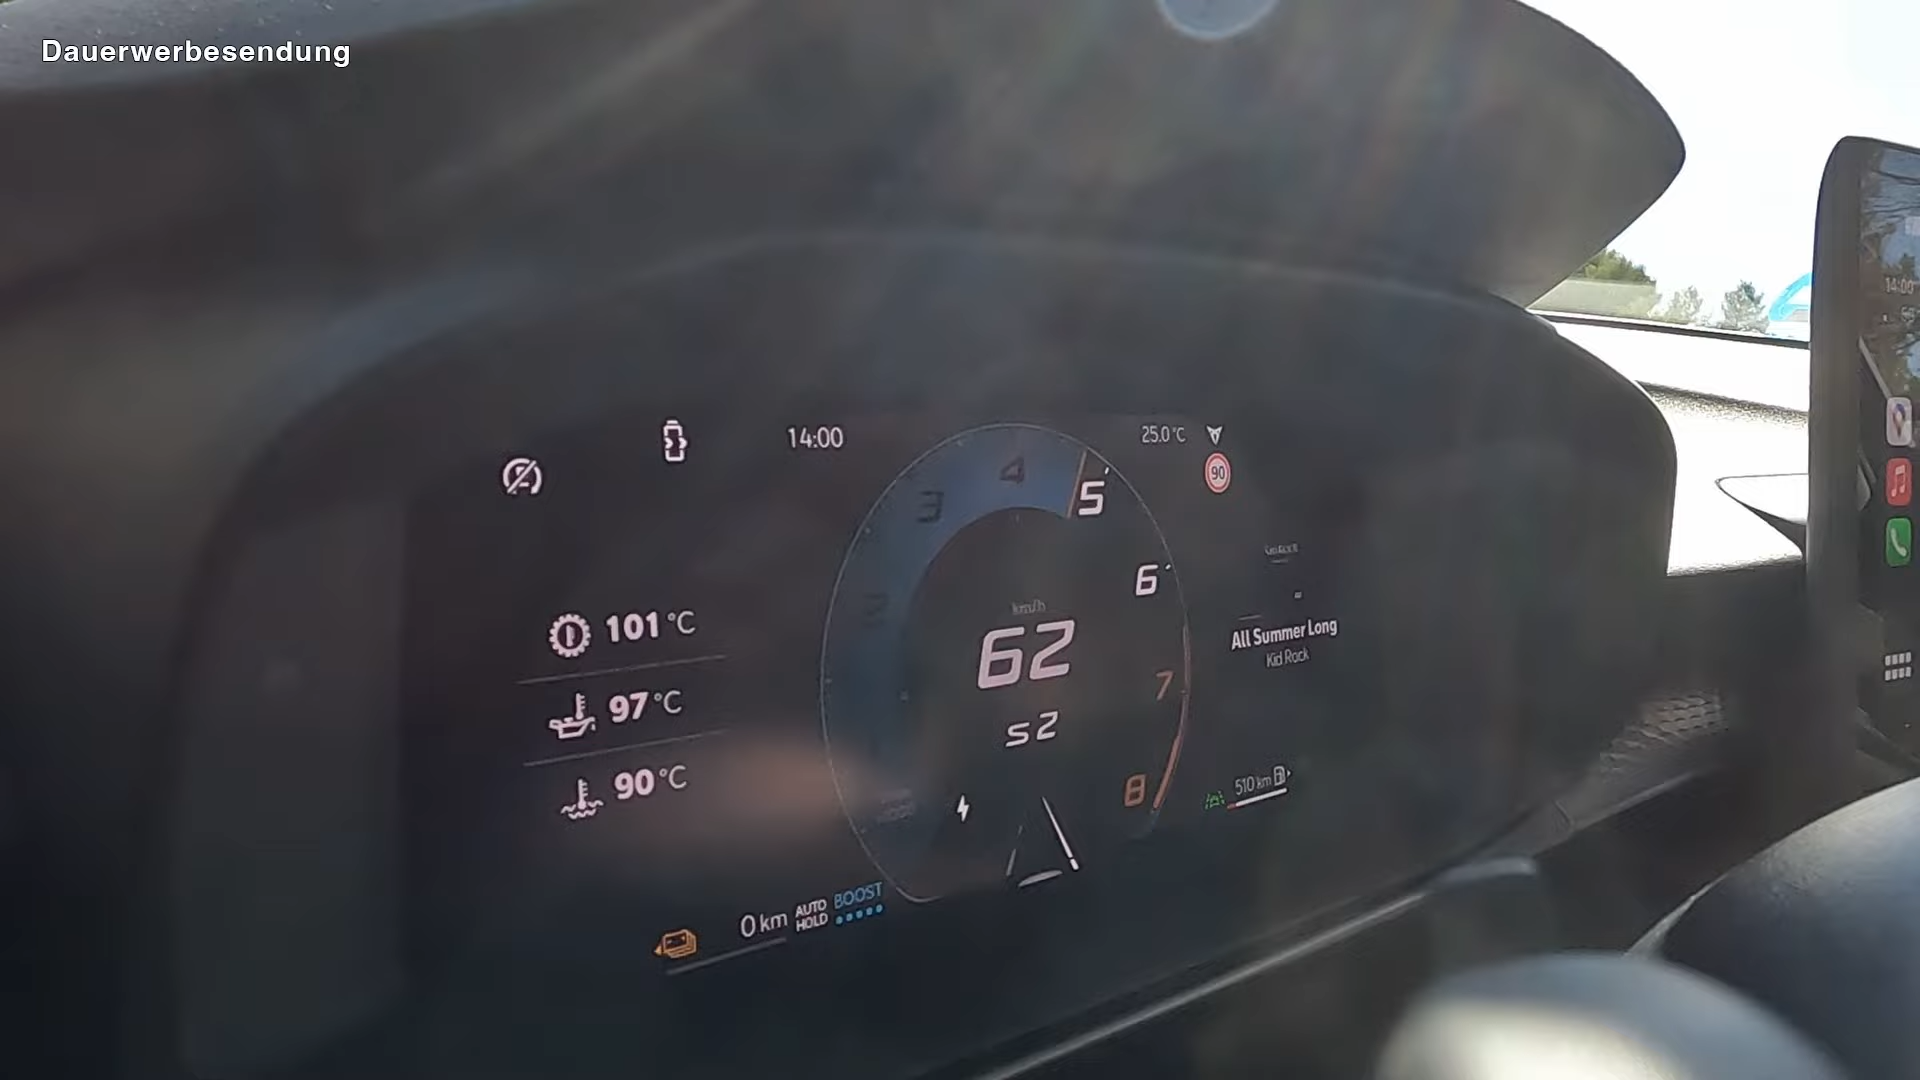 Dauerwerbesendung
14:00
25.0 °C
90
4
3
5
2
6
km/h
62
101 °C
97 °C
90 °C
S2
7
8
All Summer Long
Kid Rock
510 km
0 km
AUTO
HOLD
BOOST
14:00